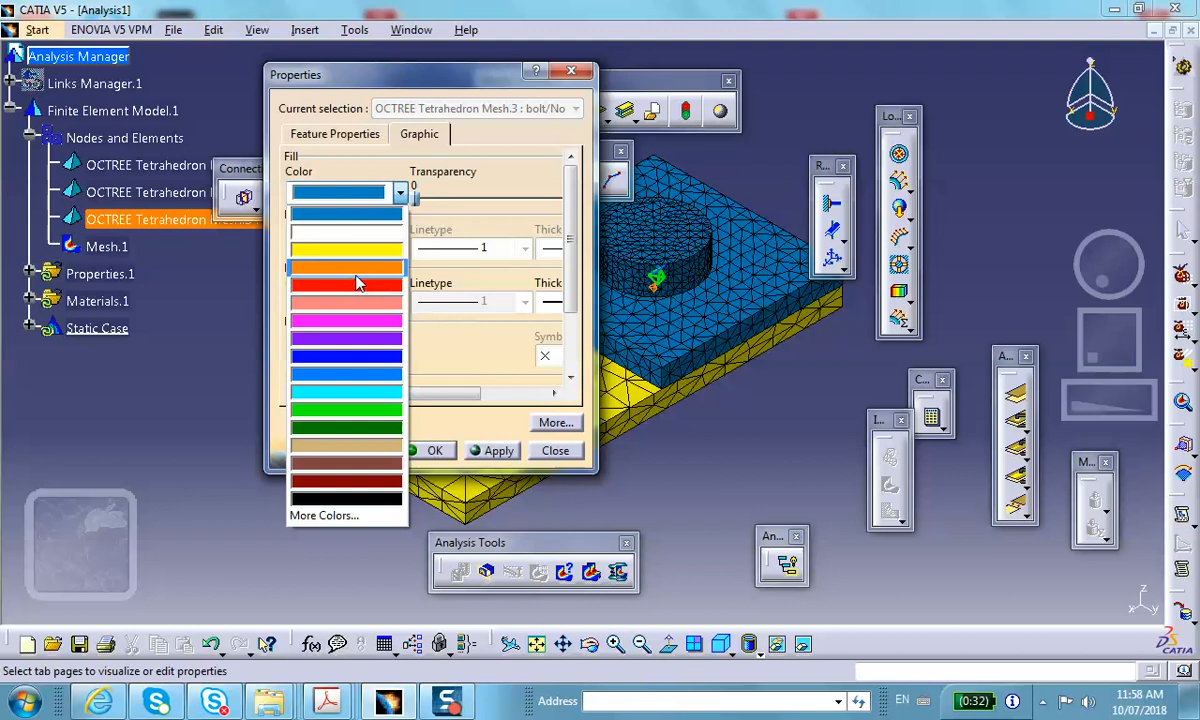 CATIA V5 - [Analysis1]
Start ENOVIA V5 VPM File Edit View Insert Tools Window Help
Analysis Manager
Links Manager.1
Finite Element Model.1
Nodes and Elements
OCTREE Tetrahedron
OCTREE Tetrahedron
OCTREE Tetrahedron
Mesh.1
Properties.1
Materials.1
Static Case
Connecti
Properties
?
Current selection : OCTREE Tetrahedron Mesh.3 : bolt/No
Feature Properties Graphic
Fill
Color Transparency
0
Linetype Thick
1
Linetype Thick
1
Symb
More Colors...
More...
OK Apply Close
R...
Lo...
C...
I...
A...
M...
Analysis Tools
An...
z
x y
CATIA
Select tab pages to visualize or edit properties
Address
EN
(0:32)
11:58 AM
10/07/2018